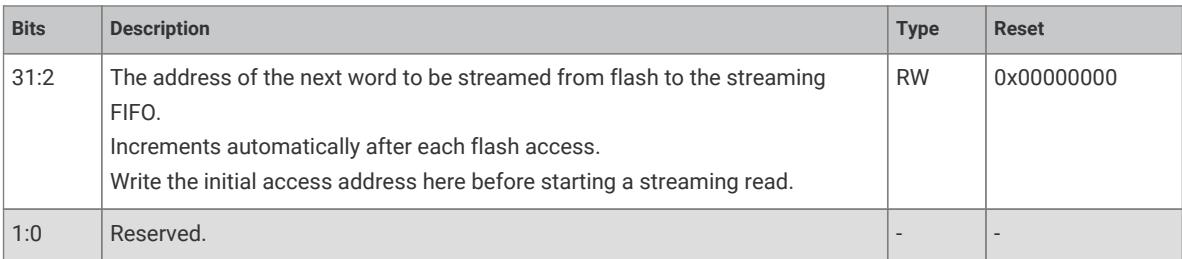 Bits Description Type Reset
31:2 The address of the next word to be streamed from flash to the streaming RW 0x00000000
FIFO.
Increments automatically after each flash access.
Write the initial access address here before starting a streaming read.
1:0 Reserved. - -